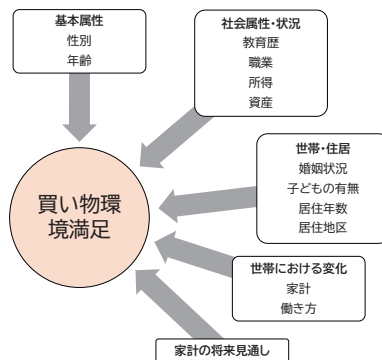 基本属性
性別
年齢
社会属性・状況
教育歴
職業
所得
資産
世帯・住居
婚姻状況
子どもの有無
居住年数
居住地区
買い物環
境満足
世帯における変化
家計
働き方
家計の将来見通し